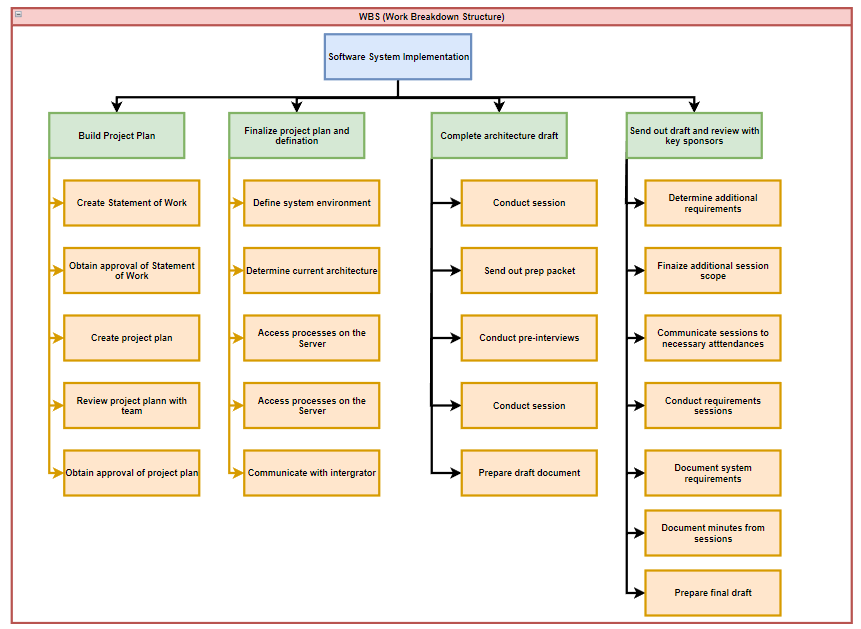 WBS (Work Breakdown Structure)
Software System Implementation
Build Project Plan
Create Statement of Work
Obtain approval of Statement
of Work
Create project plan
Review project plann with
team
Obtain approval of project plan
Finalize project plan and
defination
Define system environment
Determine current architecture
Access processes on the
Server
Access processes on the
Server
Communicate with intergrator
Complete architecture draft
Conduct session
Send out prep packet
Conduct pre-interviews
Conduct session
Prepare draft document
Send out draft and review with
key sponsors
Determine additional
requirements
Finaize additional session
scope
Communicate sessions to
necessary atttendances
Conduct requirements
sessions
Document system
requirements
Document minutes from
sessions
Prepare final draft